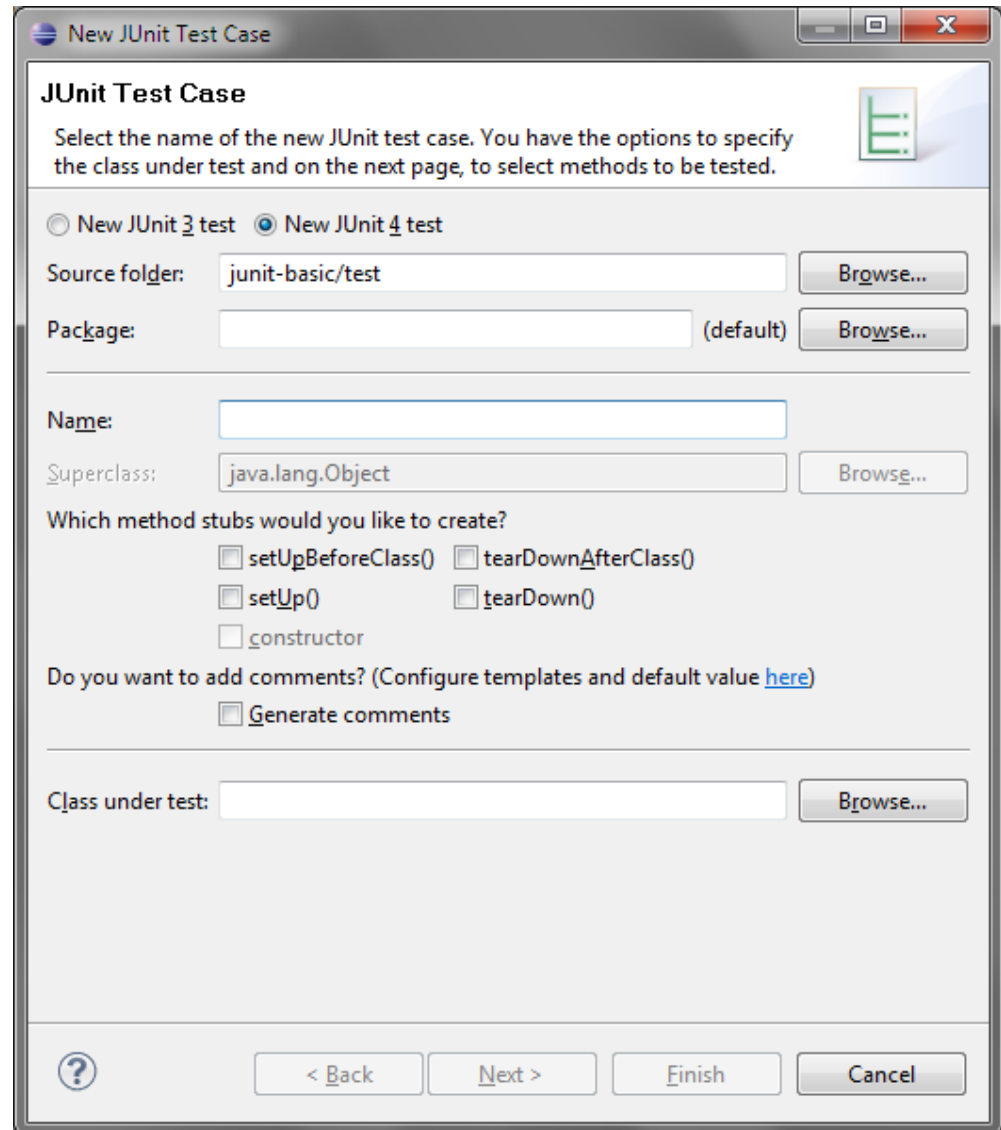 New JUnit Test Case
JUnit Test Case
Select the name of the new JUnit test case. You have the options to specify
the class under test and on the next page, to select methods to be tested.
New JUnit 3 test New JUnit 4 test
Source folder: junit-basic/test Browse...
Package: (default) Browse...
Name:
Superclass: java.lang.Object Browse...
Which method stubs would you like to create?
setUpBeforeClass() tearDownAfterClass()
setUp() tearDown()
constructor
Do you want to add comments? (Configure templates and default value here)
Generate comments
Class under test: Browse...
? < Back Next > Finish Cancel